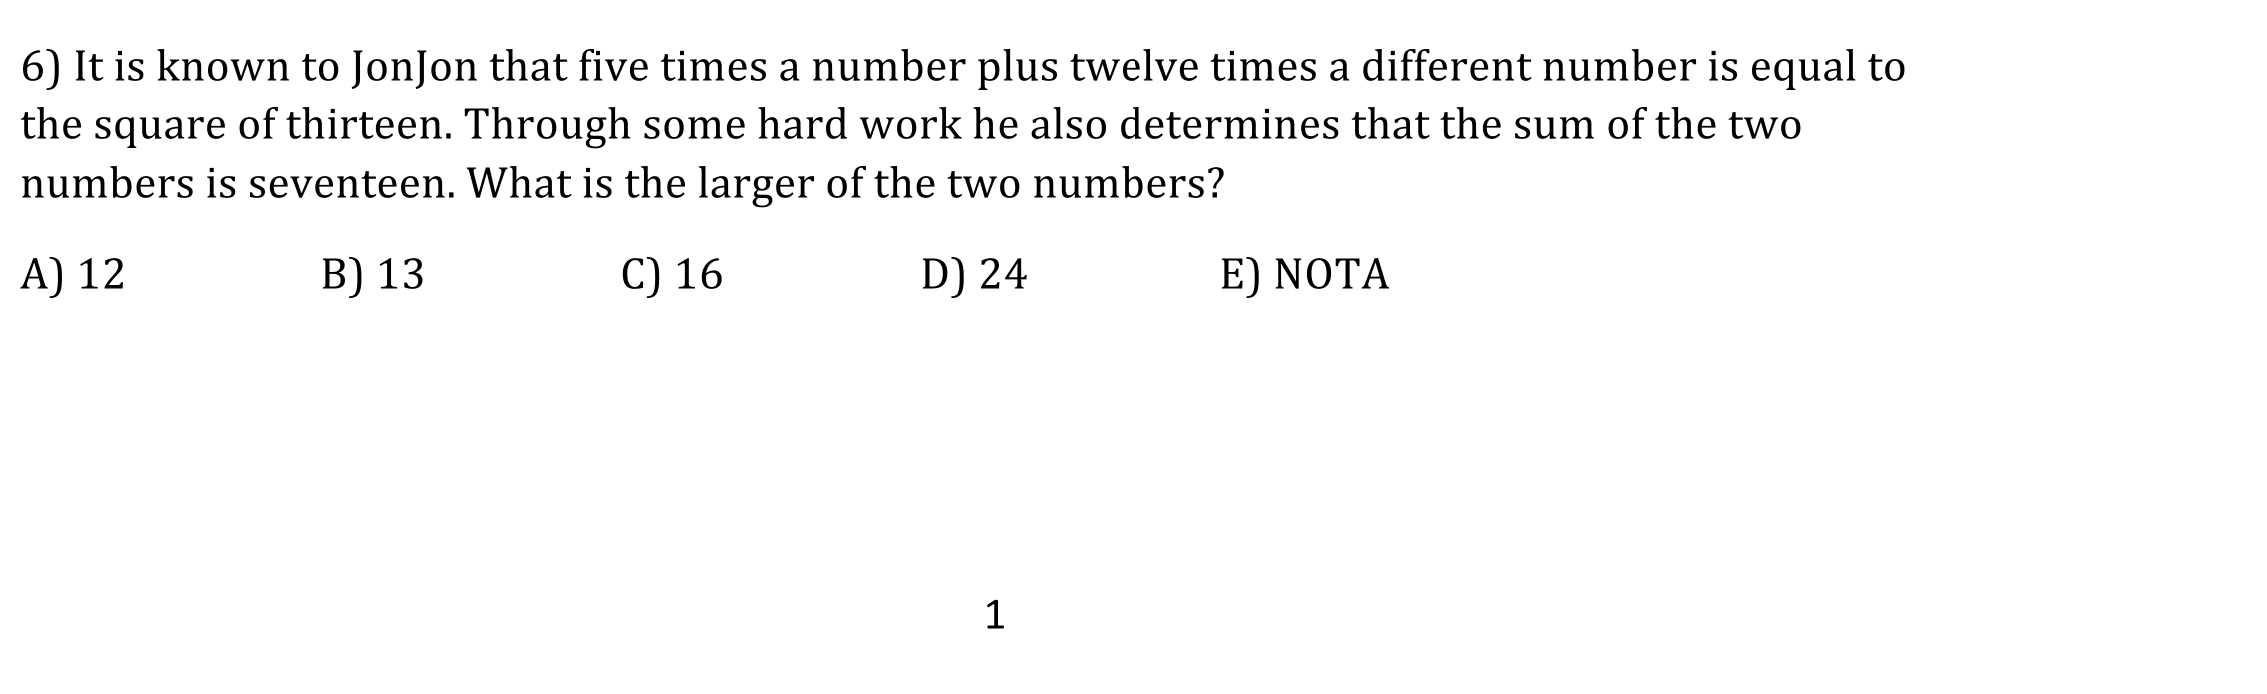 6) It is known to JonJon that five times a number plus twelve times a different number is equal to
the square of thirteen. Through some hard work he also determines that the sum of the two
numbers is seventeen. What is the larger of the two numbers?
A) 12 B) 13 C) 16 D) 24 E) NOTA
1